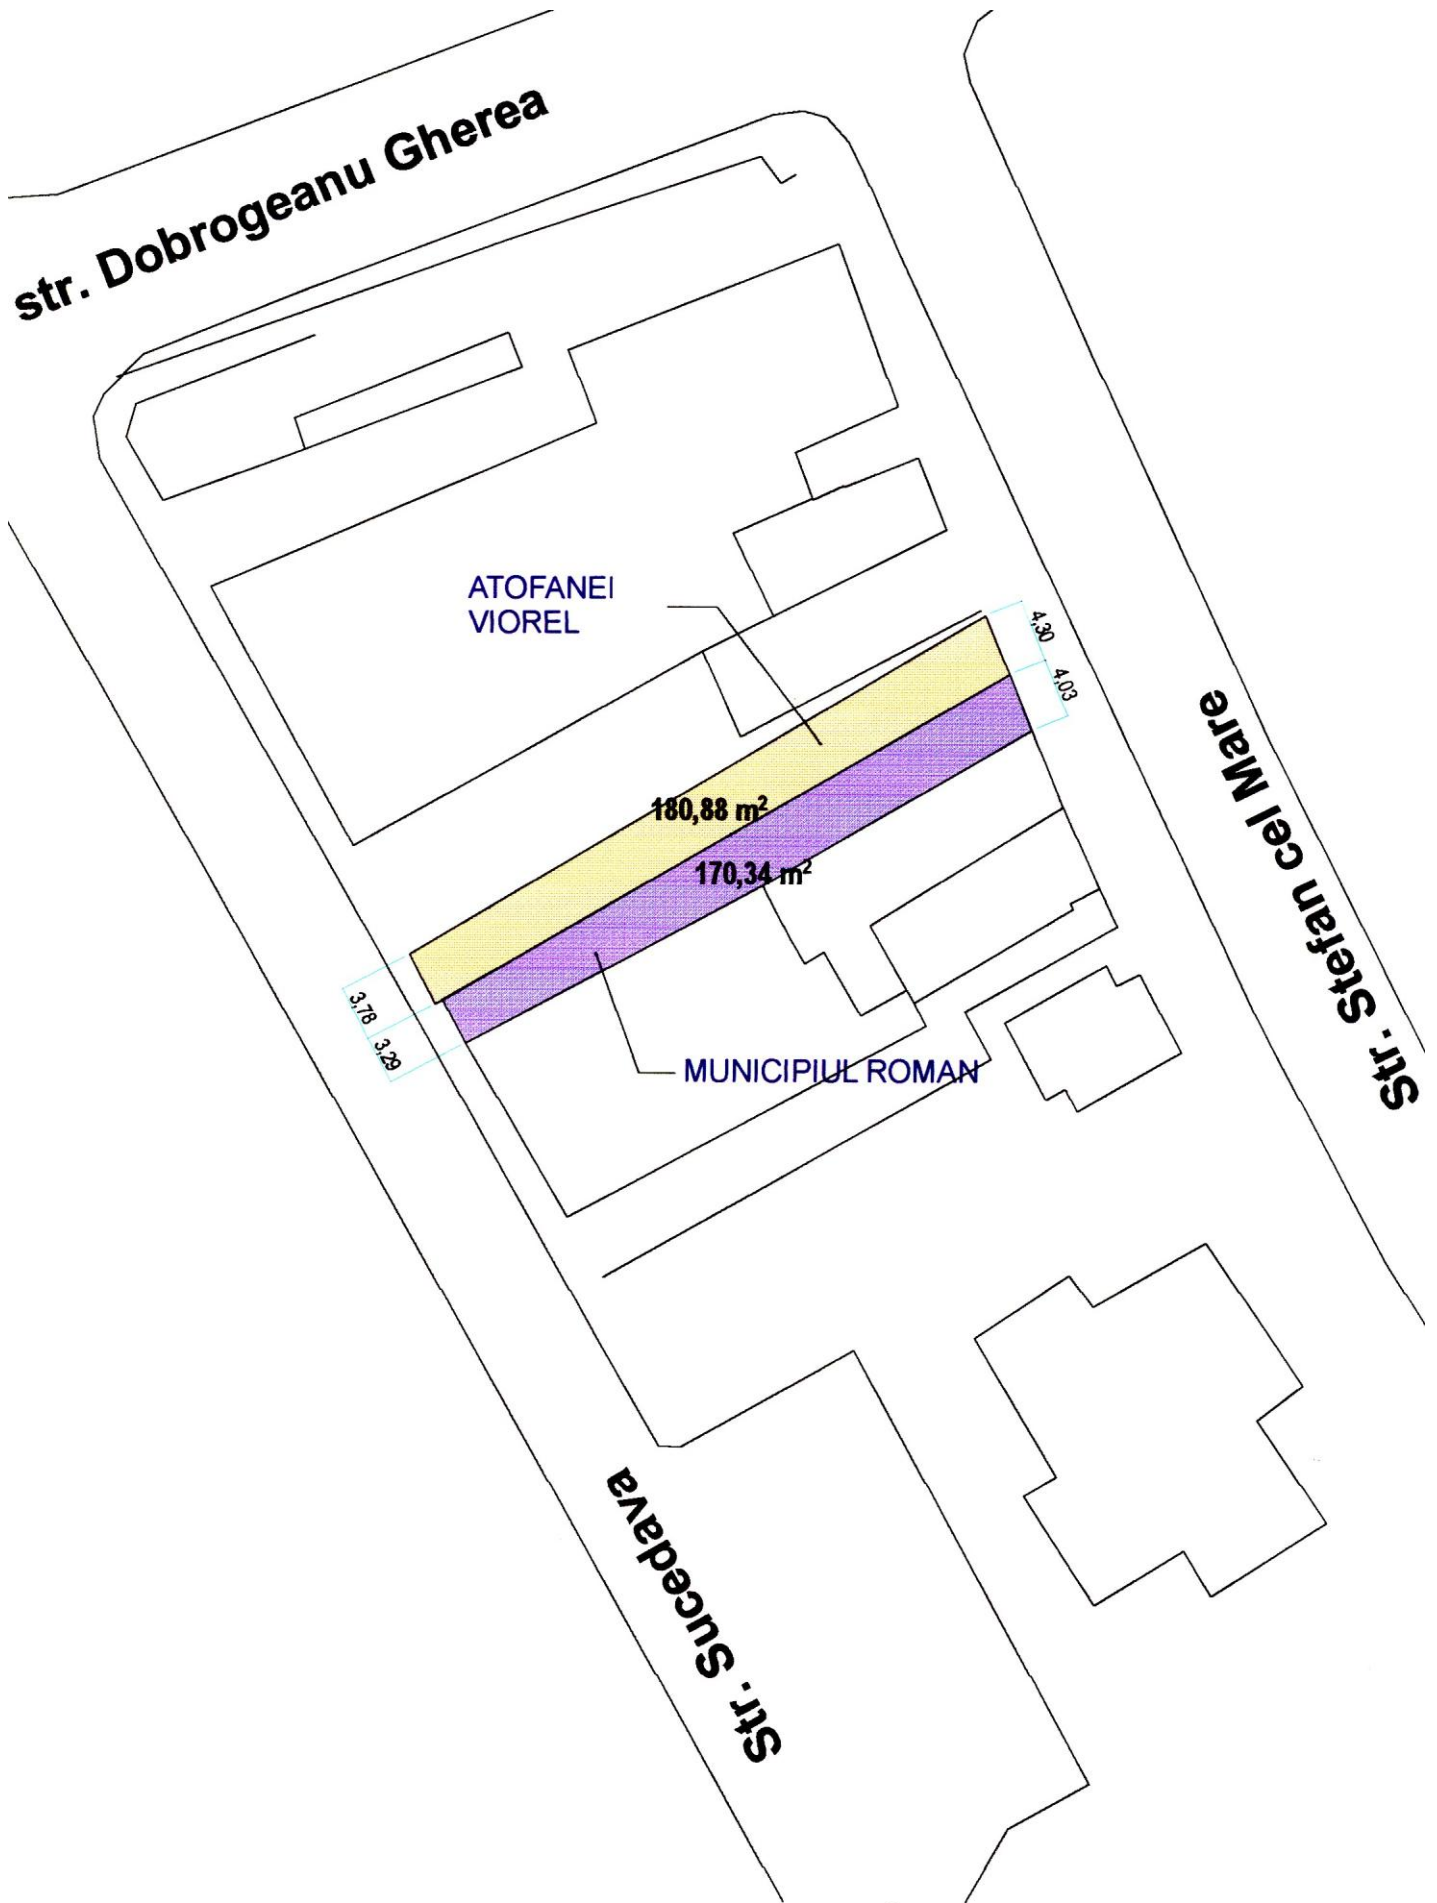 str. Dobrogeanu Gherea
ATOFANEI
VIOREL
4,30
4,03
Str. Stefan cel Mare
180,88 m²
170,34 m²
3,78
3,29
MUNICIPIUL ROMAN
Str. Sucedava